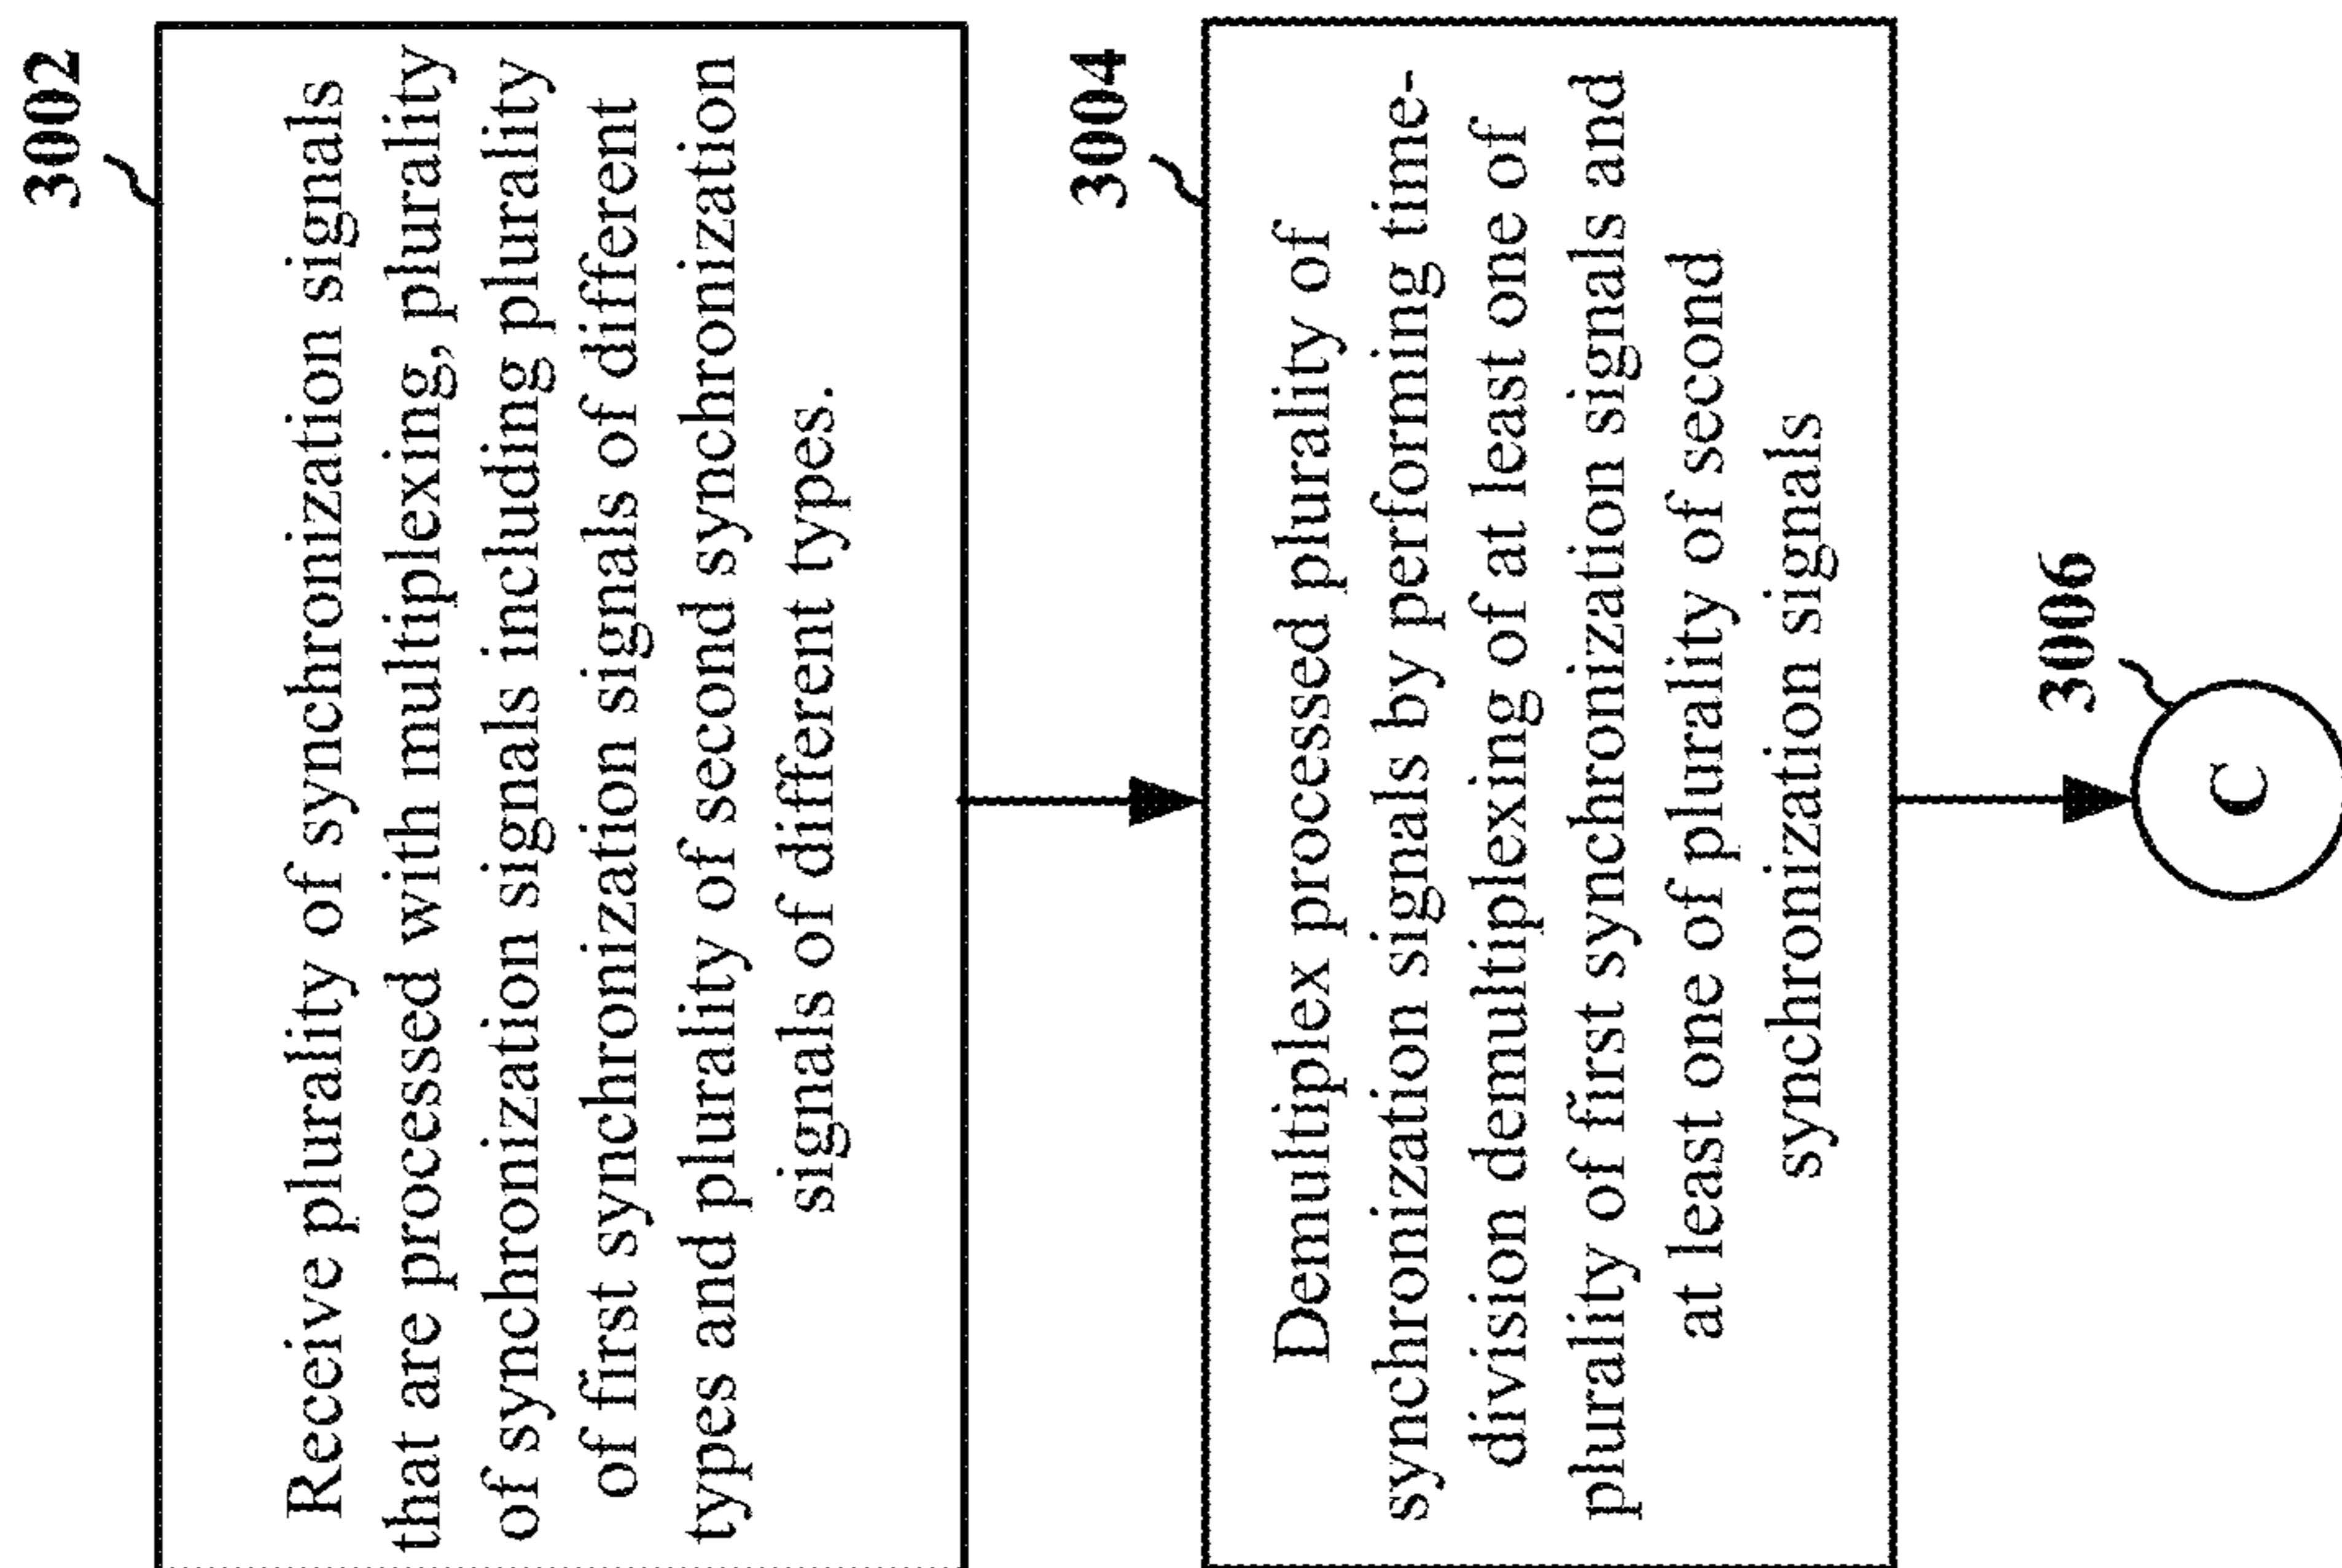 3002
Receive plurality of synchronization signals
that are processed with multiplexing, plurality
of synchronization signals including plurality
of first synchronization signals of different
types and plurality of second synchronization
signals of different types.
3004
Demultiplex processed plurality of
synchronization signals by performing time-
division demultiplexing of at least one of
plurality of first synchronization signals and
at least one of plurality of second
synchronization signals
3006
C